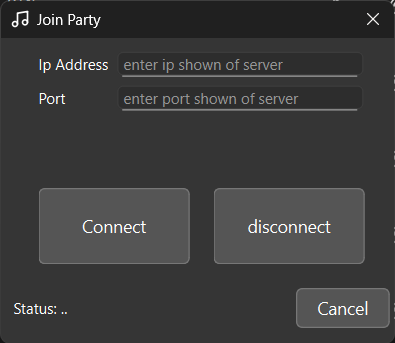 Join Party
Ip Address enter ip shown of server
Port enter port shown of server
Connect disconnect
Status: ..
Cancel